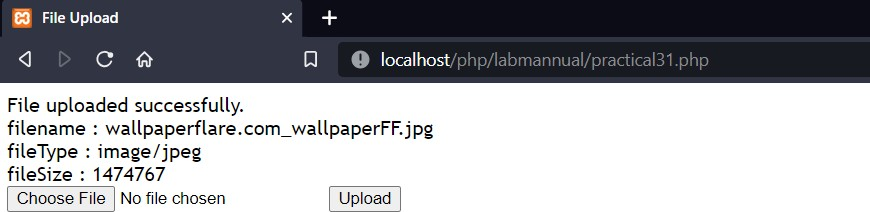 File Upload
localhost/php/labmannual/practical31.php
File uploaded successfully.
filename : wallpaperflare.com_wallpaperFF.jpg
fileType : image/jpeg
fileSize : 1474767
Choose File No file chosen Upload